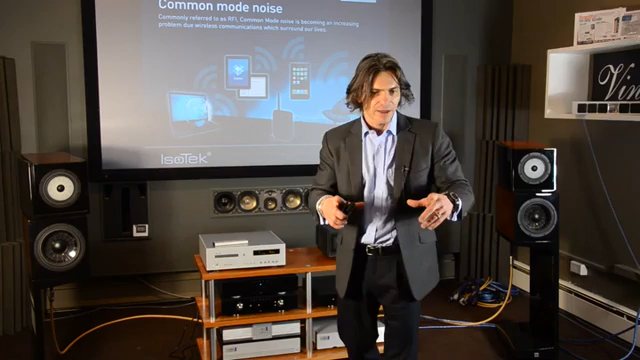 Common mode noise
Commonly referred to as RFI, Common Mode noise is becoming an increasing
problem due wireless communications which surround our lives.
IsoTek
Vin